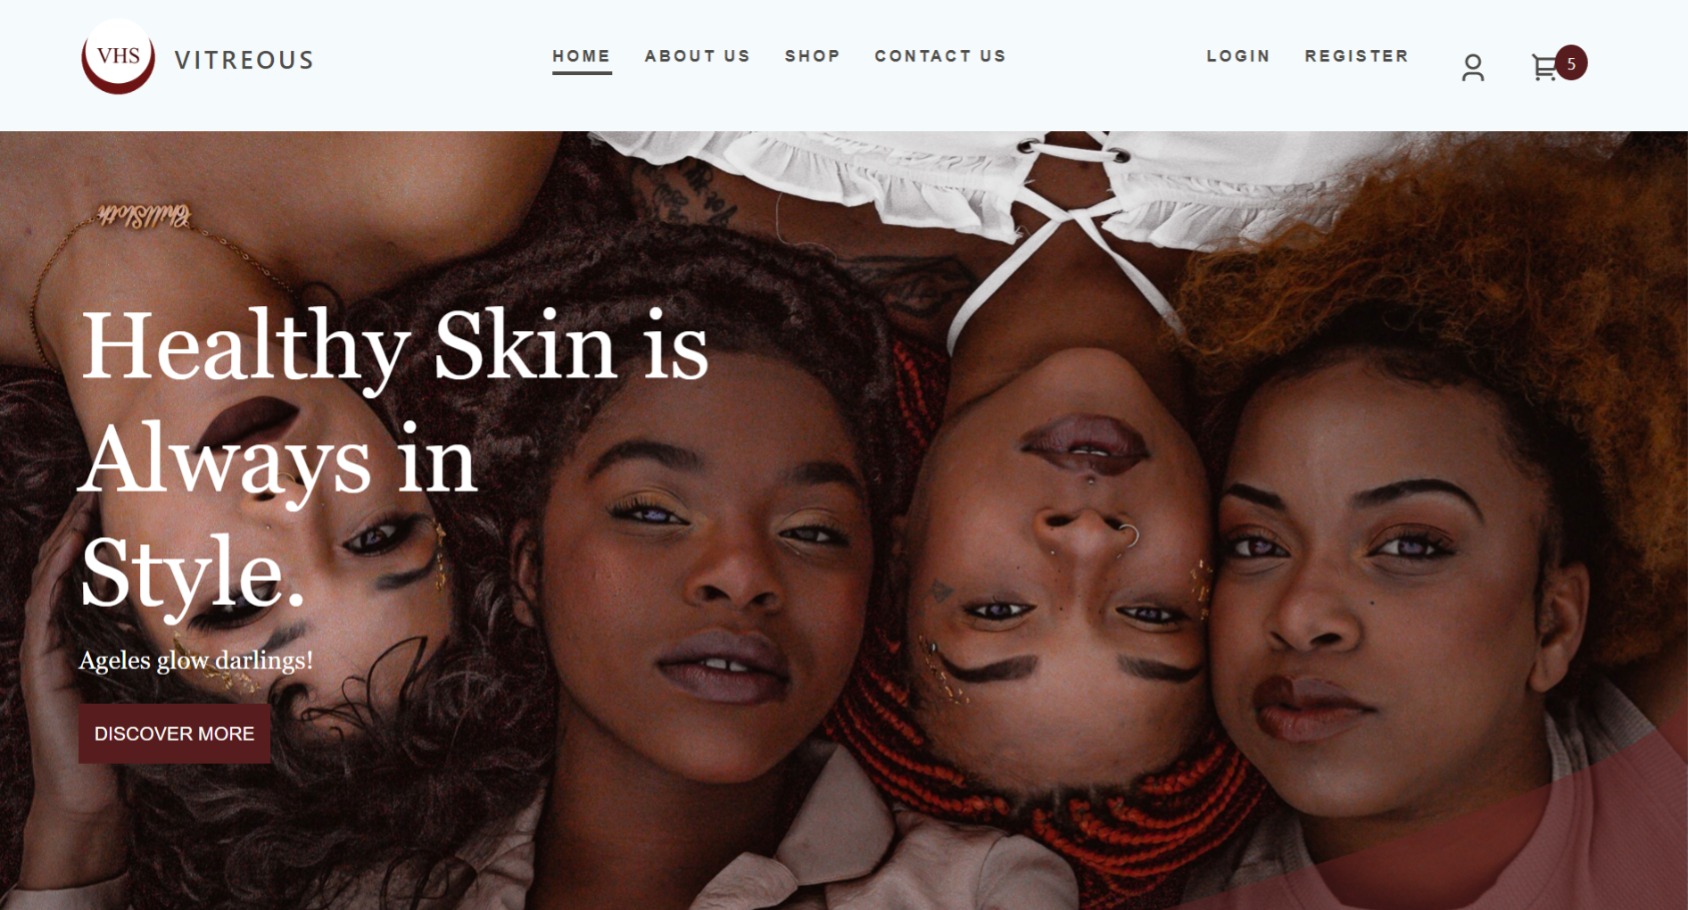 VHS VITREOUS HOME ABOUT US SHOP CONTACT US LOGIN REGISTER 5
ChillSloth
Healthy Skin is
Always in
Style.
Ageles glow darlings!
DISCOVER MORE